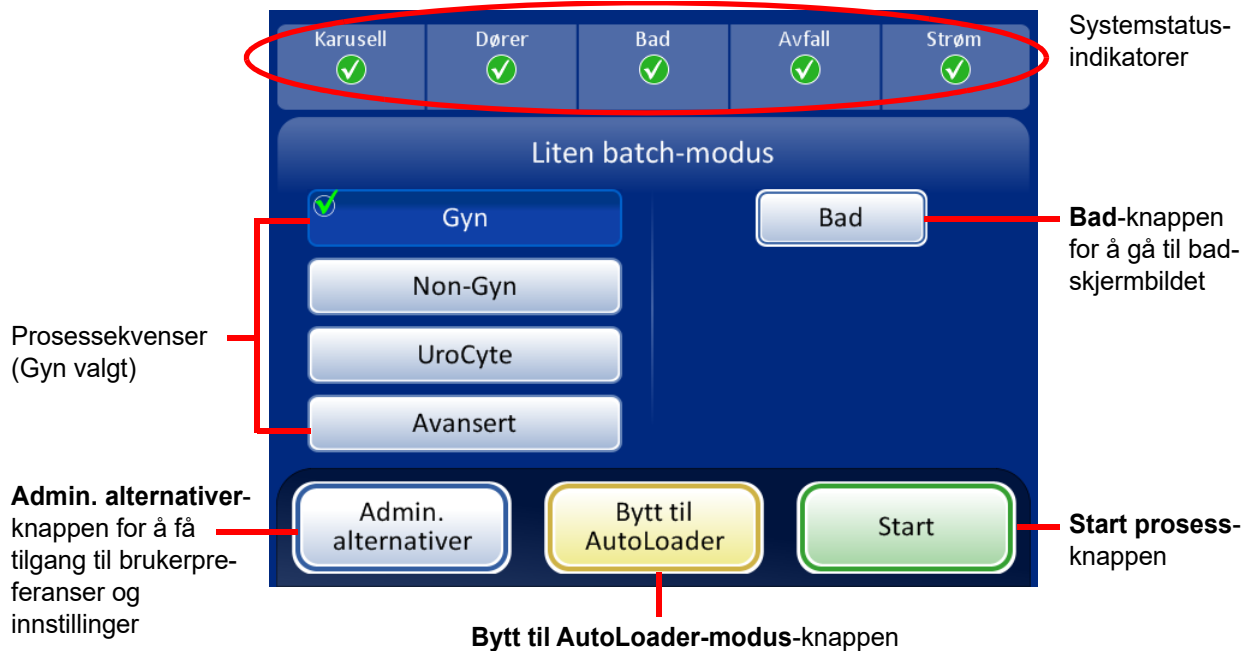 Karusell
Dører
Bad
Avfall
Strøm
Systemstatus-
indikatorer
Liten batch-modus
Gyn
Non-Gyn
UroCyte
Avansert
Bad
Bad-knappen
for å gå til bad-
skjermbildet
Prosessekvenser
(Gyn valgt)
Admin.
alternativer
Bytt til
AutoLoader
Start
Admin. alternativer-
knappen for å få
tilgang til brukerpre-
feranser og
innstillinger
Start prosess-
knappen
Bytt til AutoLoader-modus-knappen